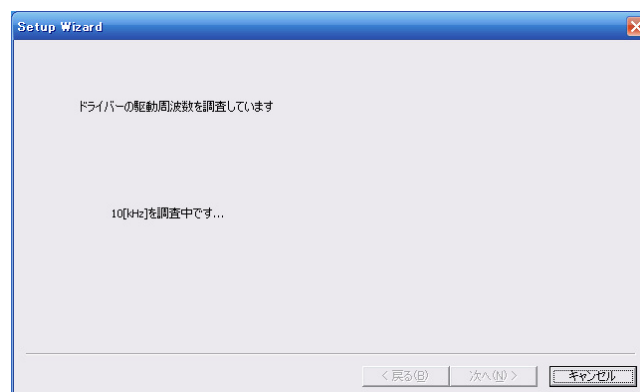 Setup Wizard
ドライバーの駆動周波数を調査しています
10[kHz]を調査中です...
< 戻る(B) 次へ(N) > キャンセル